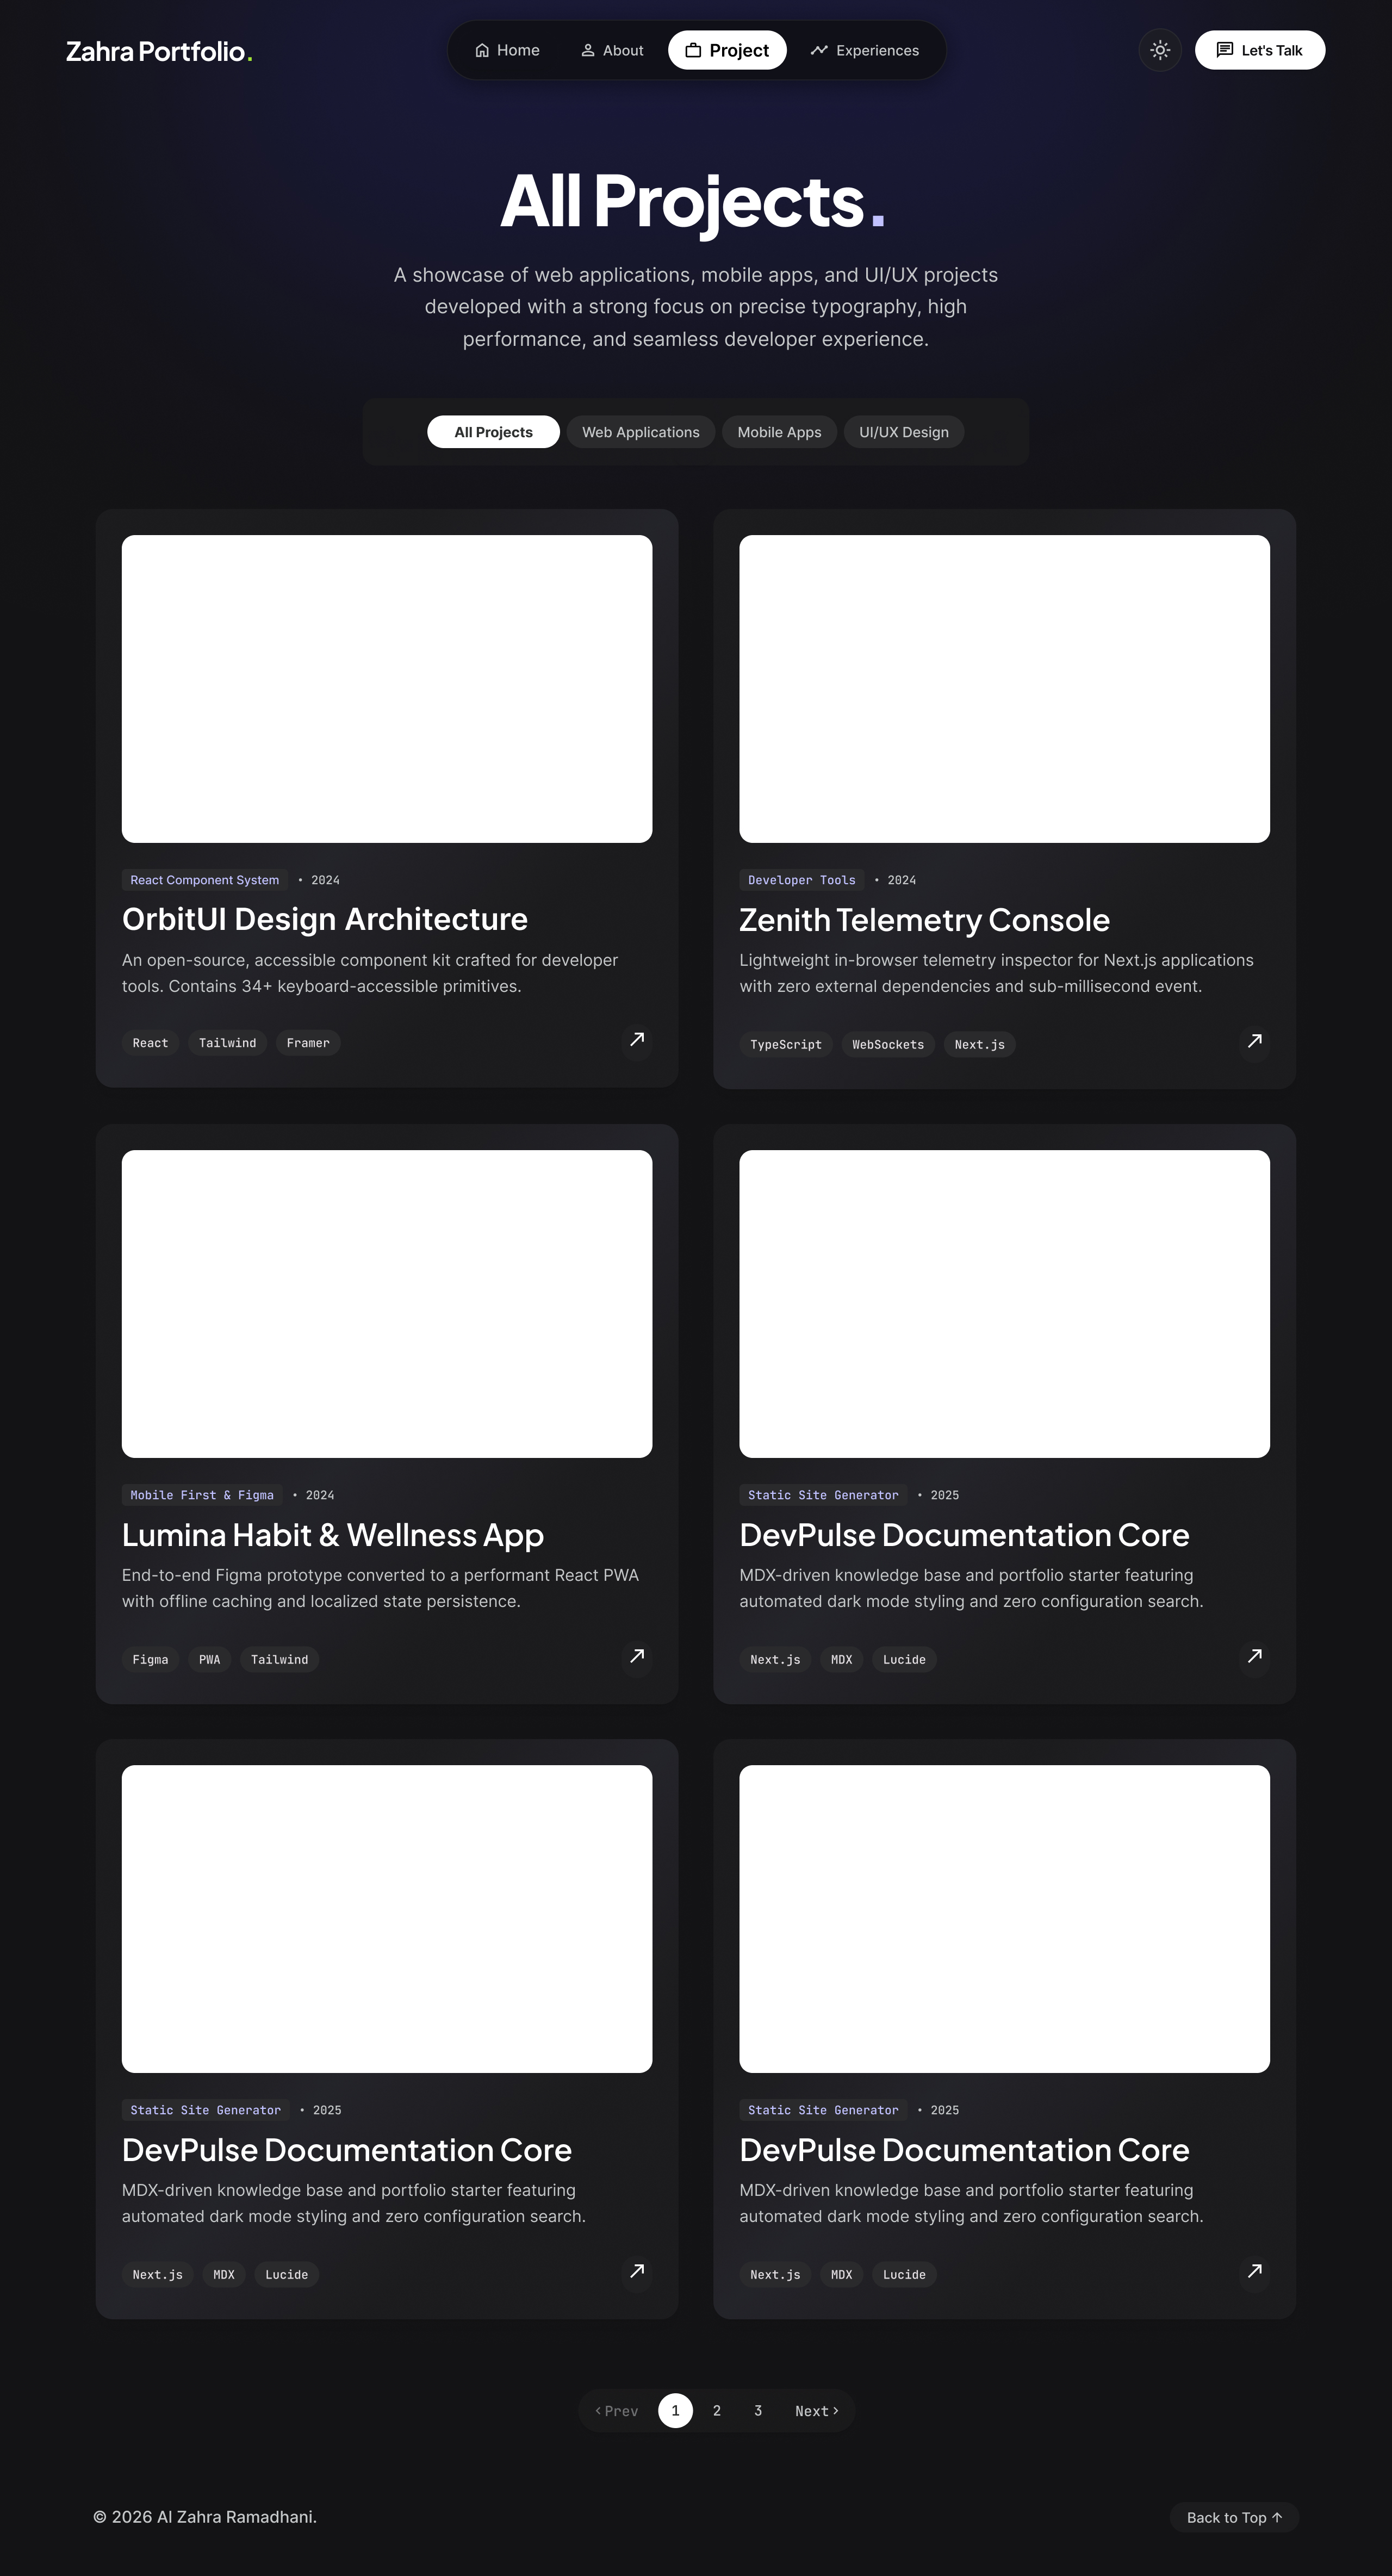 Zahra Portfolio.
Home
About
Project
Experiences
Let's Talk
All Projects.
A showcase of web applications, mobile apps, and UI/UX projects
developed with a strong focus on precise typography, high
performance, and seamless developer experience.
All Projects
Web Applications
Mobile Apps
UI/UX Design
React Component System • 2024
OrbitUI Design Architecture
An open-source, accessible component kit crafted for developer
tools. Contains 34+ keyboard-accessible primitives.
React
Tailwind
Framer
Developer Tools • 2024
Zenith Telemetry Console
Lightweight in-browser telemetry inspector for Next.js applications
with zero external dependencies and sub-millisecond event.
TypeScript
WebSockets
Next.js
Mobile First & Figma • 2024
Lumina Habit & Wellness App
End-to-end Figma prototype converted to a performant React PWA
with offline caching and localized state persistence.
Figma
PWA
Tailwind
Static Site Generator • 2025
DevPulse Documentation Core
MDX-driven knowledge base and portfolio starter featuring
automated dark mode styling and zero configuration search.
Next.js
MDX
Lucide
Static Site Generator • 2025
DevPulse Documentation Core
MDX-driven knowledge base and portfolio starter featuring
automated dark mode styling and zero configuration search.
Next.js
MDX
Lucide
Static Site Generator • 2025
DevPulse Documentation Core
MDX-driven knowledge base and portfolio starter featuring
automated dark mode styling and zero configuration search.
Next.js
MDX
Lucide
‹ Prev 1 2 3 Next ›
© 2026 Al Zahra Ramadhani.
Back to Top ↑